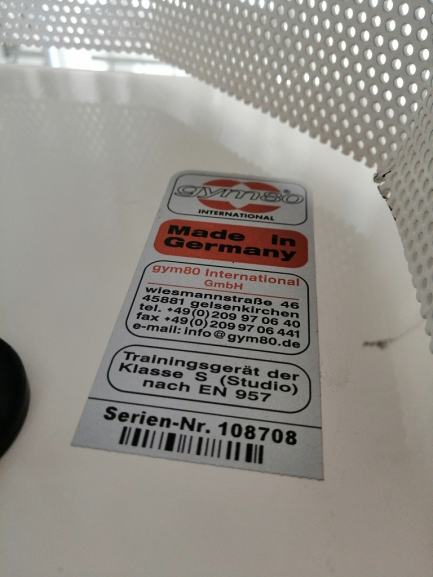 gym80
INTERNATIONAL
Made in
Germany
gym80 International
GmbH
wiesmannstraße 46
45881 gelsenkirchen
tel. +49(0)209 97 06 40
fax +49(0)209 97 06 441
e-mail: info@gym80.de
Trainingsgerät der
Klasse S (Studio)
nach EN 957
Serien-Nr. 108708